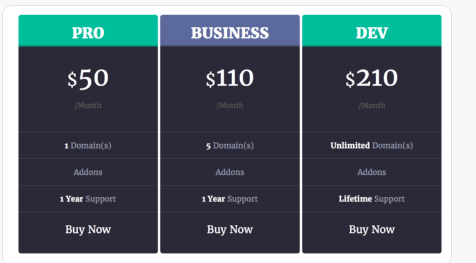 PRO
$50
/Month
1 Domain(s)
Addons
1 Year Support
Buy Now
BUSINESS
$110
/Month
5 Domain(s)
Addons
1 Year Support
Buy Now
DEV
$210
/Month
Unlimited Domain(s)
Addons
Lifetime Support
Buy Now